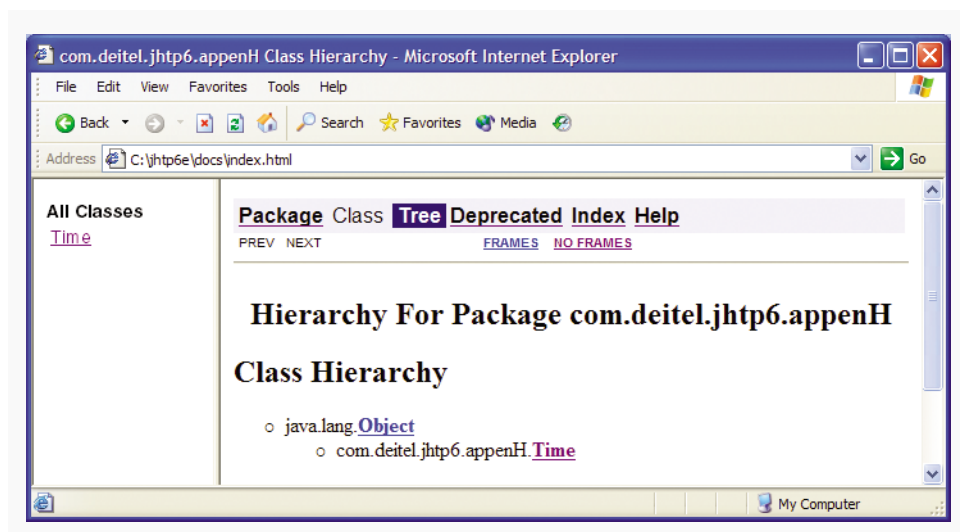 com.deitel.jhtp6.appenH Class Hierarchy - Microsoft Internet Explorer
File Edit View Favorites Tools Help
Back Search Favorites Media
Address C:\jhtp6e\docs\index.html Go
All Classes
Time
Package Class Tree Deprecated Index Help
PREV NEXT FRAMES NO FRAMES
Hierarchy For Package com.deitel.jhtp6.appenH
Class Hierarchy
java.lang.Object
com.deitel.jhtp6.appenH.Time
My Computer